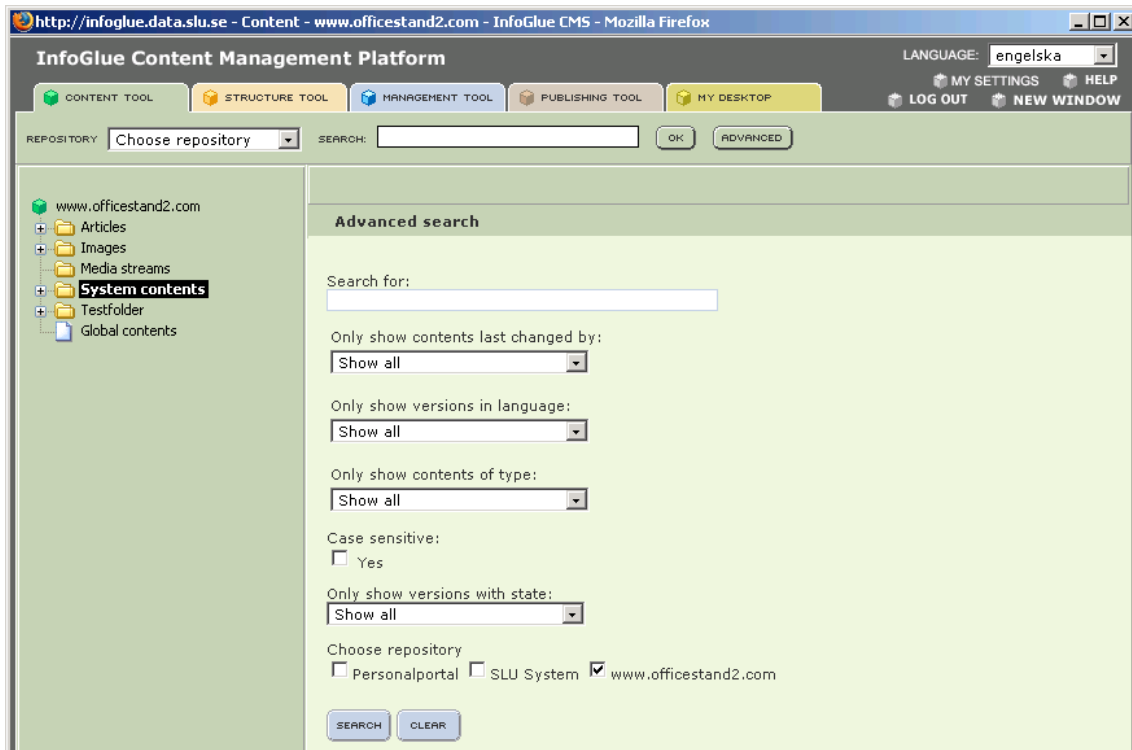 http://infoglue.data.slu.se - Content - www.officestand2.com - InfoGlue CMS - Mozilla Firefox
InfoGlue Content Management Platform
LANGUAGE: engelska
MY SETTINGS HELP
LOG OUT NEW WINDOW
CONTENT TOOL STRUCTURE TOOL MANAGEMENT TOOL PUBLISHING TOOL MY DESKTOP
REPOSITORY Choose repository SEARCH: OK ADVANCED
www.officestand2.com
Articles
Images
Media streams
System contents
Testfolder
Global contents
Advanced search
Search for:
Only show contents last changed by:
Show all
Only show versions in language:
Show all
Only show contents of type:
Show all
Case sensitive:
Yes
Only show versions with state:
Show all
Choose repository
Personalportal SLU System www.officestand2.com
SEARCH CLEAR